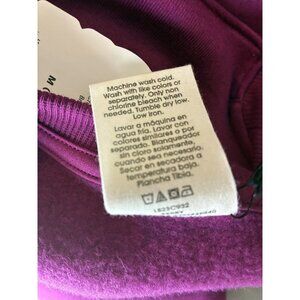 Machine wash cold.
Wash with like colors or
separately. Only non
chlorine bleach when
needed. Tumble dry low.
Low iron.
Lavar a máquina en
agua fría. Lavar con
colores similares o por
separado. Blanqueador
sin cloro solamente,
cuando sea necesario.
Secar en secadora a
temperatura baja.
Plancha Tibia.